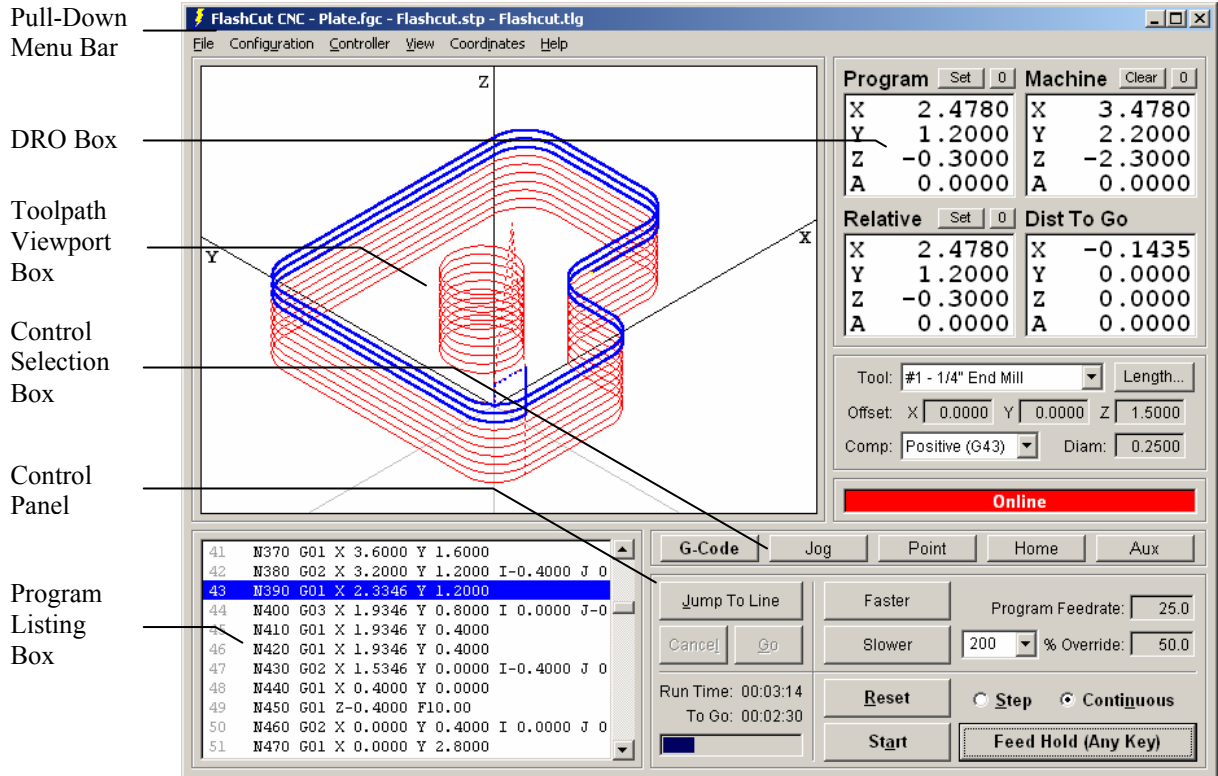 Pull-Down
Menu Bar
DRO Box
Toolpath
Viewport
Box
Control
Selection
Box
Control
Panel
Program
Listing
Box
FlashCut CNC - Plate.fgc - Flashcut.stp - Flashcut.tlg
File Configuration Controller View Coordinates Help
Z
Y
X
Program Set 0 Machine Clear 0
X 2.4780 X 3.4780
Y 1.2000 Y 2.2000
Z -0.3000 Z -2.3000
A 0.0000 A 0.0000
Relative Set 0 Dist To Go
X 2.4780 X -0.1435
Y 1.2000 Y 0.0000
Z -0.3000 Z 0.0000
A 0.0000 A 0.0000
Tool: #1 - 1/4" End Mill Length...
Offset: X 0.0000 Y 0.0000 Z 1.5000
Comp: Positive (G43) Diam: 0.2500
Online
41 N370 G01 X 3.6000 Y 1.6000
42 N380 G02 X 3.2000 Y 1.2000 I-0.4000 J 0
43 N390 G01 X 2.3346 Y 1.2000
44 N400 G03 X 1.9346 Y 0.8000 I 0.0000 J-0
45 N410 G01 X 1.9346 Y 0.4000
46 N420 G01 X 1.9346 Y 0.4000
47 N430 G02 X 1.5346 Y 0.0000 I-0.4000 J 0
48 N440 G01 X 0.4000 Y 0.0000
49 N450 G01 Z-0.4000 F10.00
50 N460 G02 X 0.0000 Y 0.4000 I 0.0000 J 0
51 N470 G01 X 0.0000 Y 2.8000
G-Code Jog Point Home Aux
Jump To Line
Cancel Go
Faster
Slower
Program Feedrate: 25.0
200 % Override: 50.0
Run Time: 00:03:14
To Go: 00:02:30
Reset
Start
Step Continuous
Feed Hold (Any Key)